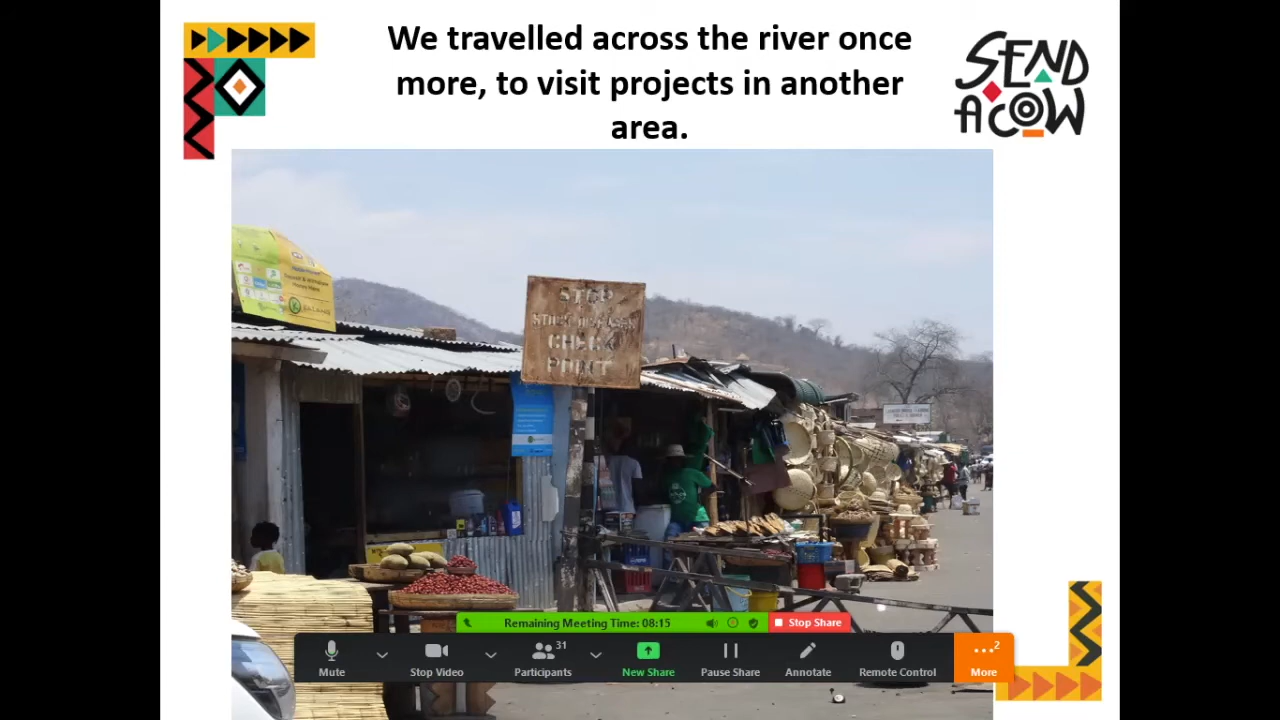 We travelled across the river once
more, to visit projects in another
area.
SEND
A COW
STOP
CHECK
POINT
Remaining Meeting Time: 08:15
Stop Share
31
2
Mute
Stop Video
Participants
New Share
Pause Share
Annotate
Remote Control
More